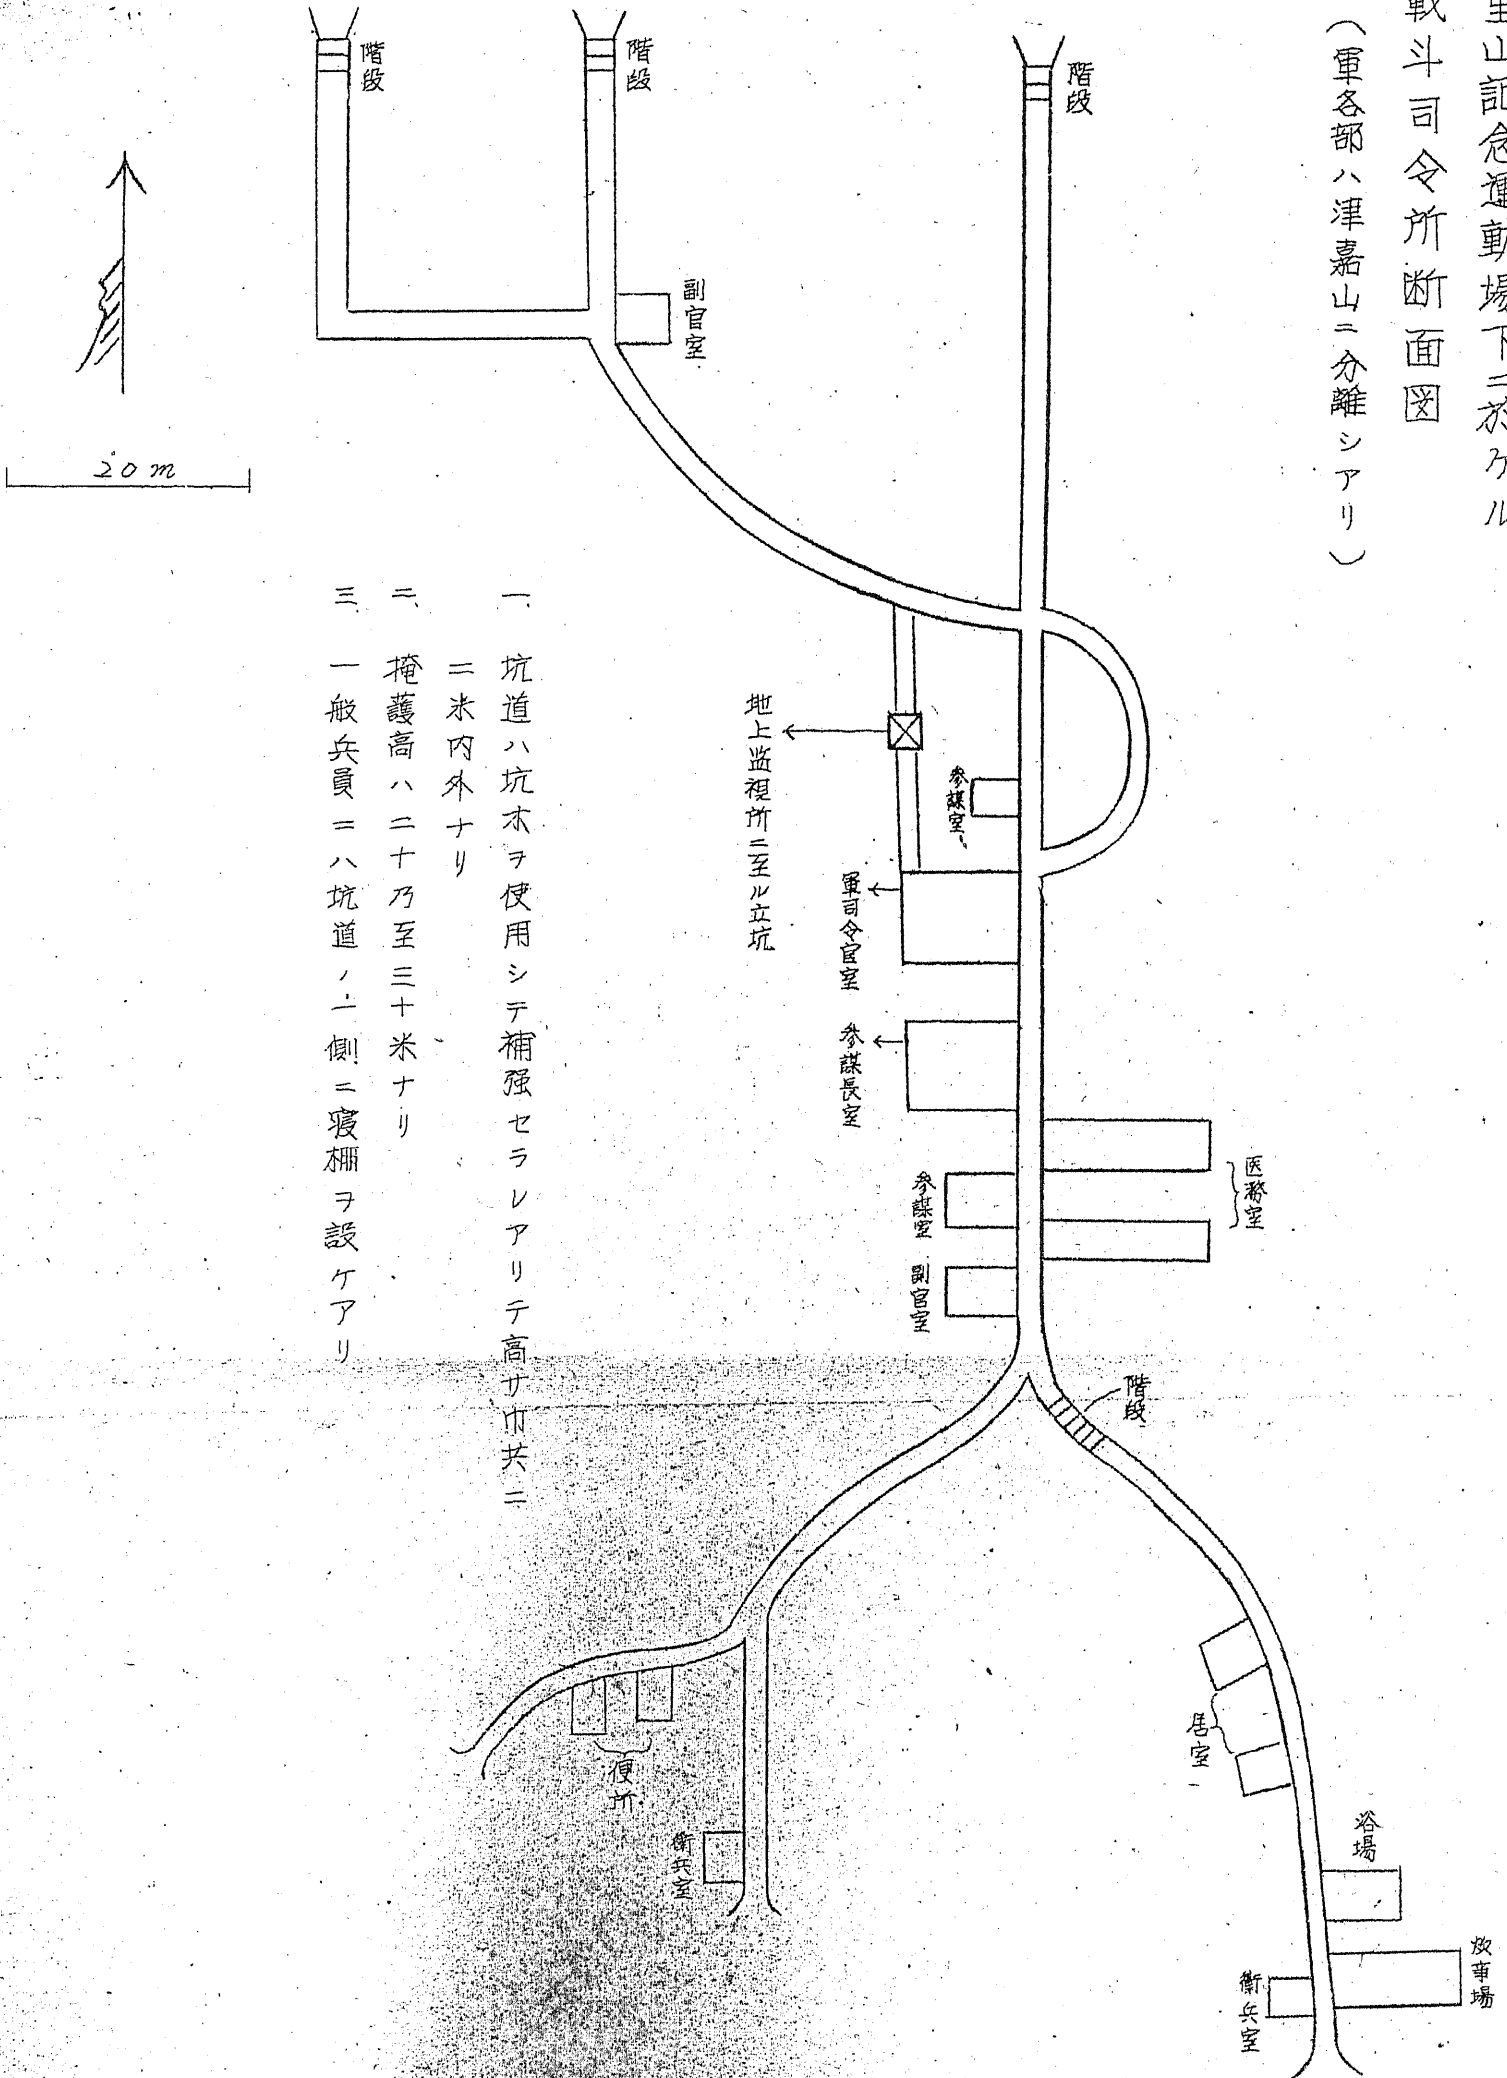 山記念運動場下ニ於ケル
戦斗司令所断面図
（軍各部ハ津嘉山ニ分離シアリ）
階段
階段
階段
副官室
20m
一、坑道ハ坑木ヲ使用シテ補强セラレアリテ高サ巾共ニ
二米内外ナリ
二、掩護高ハ二十乃至三十米ナリ
三、一般兵員ニハ坑道ノ一側ニ寝棚ヲ設ケアリ
地上监視所ニ至ル立坑
参謀室
軍司令官室
参謀長室
医務室
参謀室
副官室
階段
居室
便所
衛兵室
浴場
炊事場
衛兵室